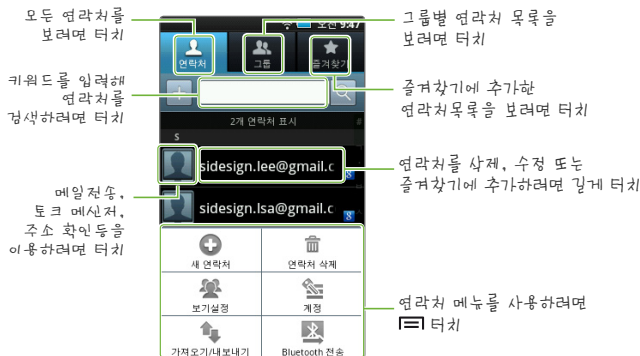 모든 연락처를
보려면 터치
오전 9:47
그룹별 연락처 목록을
보려면 터치
연락처
그룹
즐겨찾기
키워드를 입력해
연락처를
검색하려면 터치
즐겨찾기에 추가한
연락처목록을 보려면 터치
2개 연락처 표시
#
S
sidesign.lee@gmail.c
연락처를 삭제, 수정 또는
즐겨찾기에 추가하려면 길게 터치
메일전송,
토크 메신저,
주소 확인등을
이용하려면 터치
sidesign.lsa@gmail.c
새 연락처
연락처 삭제
보기설정
계정
연락처 메뉴를 사용하려면
터치
가져오기/내보내기
Bluetooth 전송